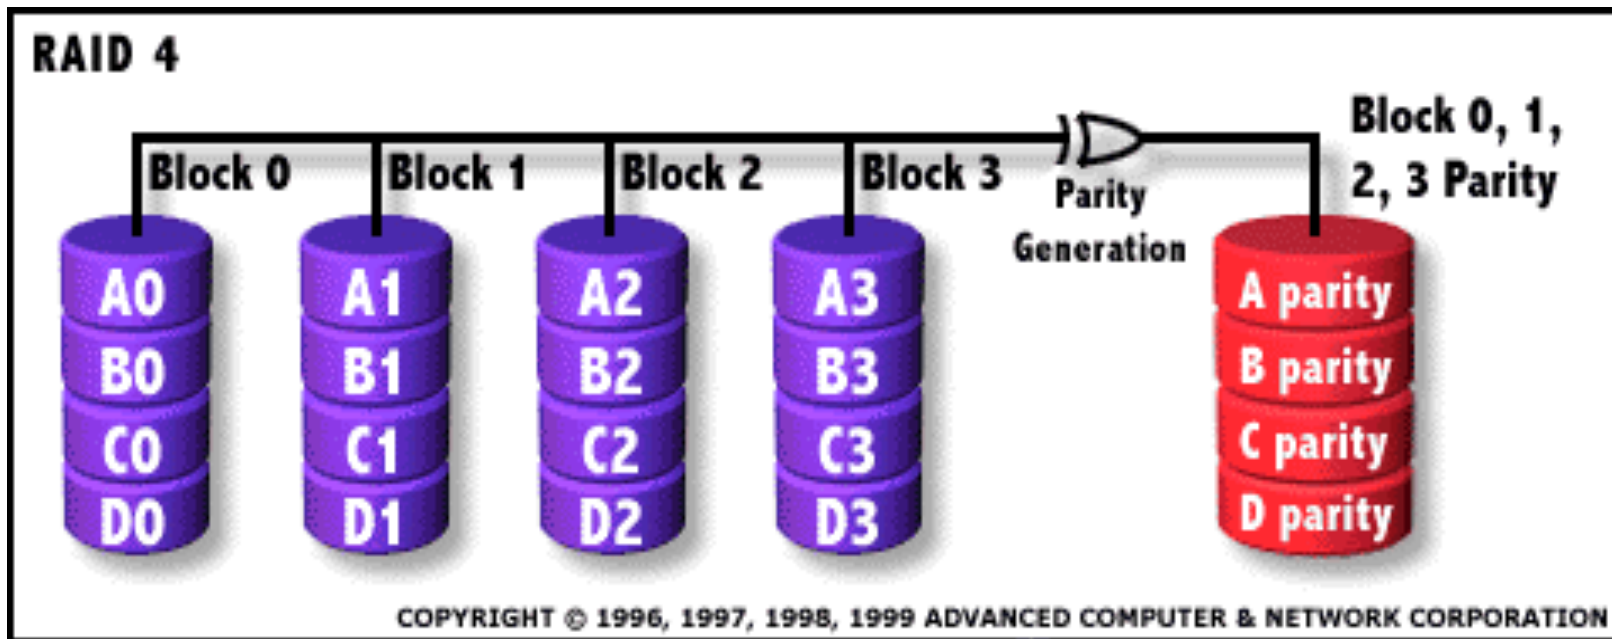 RAID 4
Block 0
Block 1
Block 2
Block 3
Parity
Generation
Block 0, 1,
2, 3 Parity
A0
B0
C0
D0
A1
B1
C1
D1
A2
B2
C2
D2
A3
B3
C3
D3
A parity
B parity
C parity
D parity
COPYRIGHT © 1996, 1997, 1998, 1999 ADVANCED COMPUTER & NETWORK CORPORATION